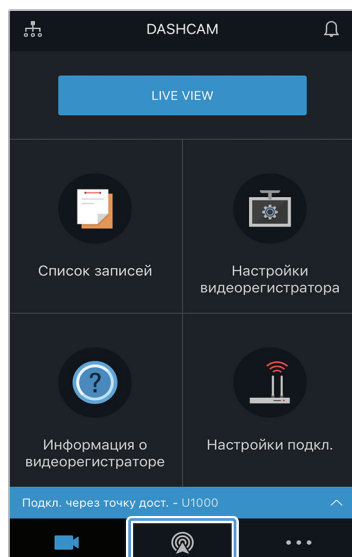 DASHCAM
LIVE VIEW
Список записей
Настройки
видеорегистратора
Информация о
видеорегистраторе
Настройки подкл.
Подкл. через точку дост. - U1000